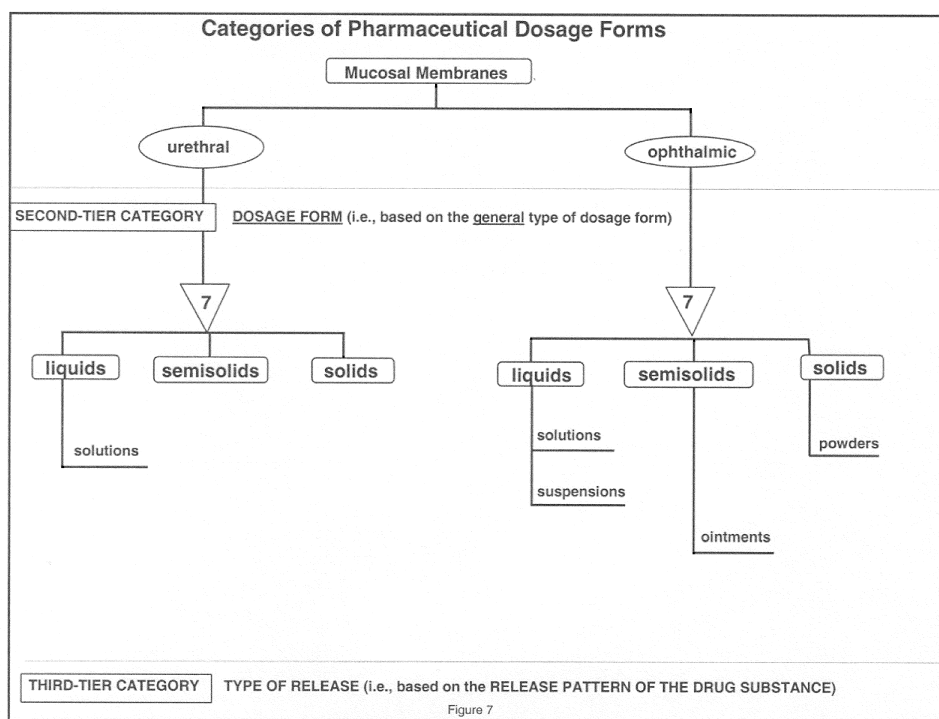 Categories of Pharmaceutical Dosage Forms
Mucosal Membranes
urethral
ophthalmic
SECOND-TIER CATEGORY
DOSAGE FORM (i.e., based on the general type of dosage form)
7
7
liquids
semisolids
solids
liquids
semisolids
solids
solutions
solutions
powders
suspensions
ointments
THIRD-TIER CATEGORY
TYPE OF RELEASE (i.e., based on the RELEASE PATTERN OF THE DRUG SUBSTANCE)
Figure 7